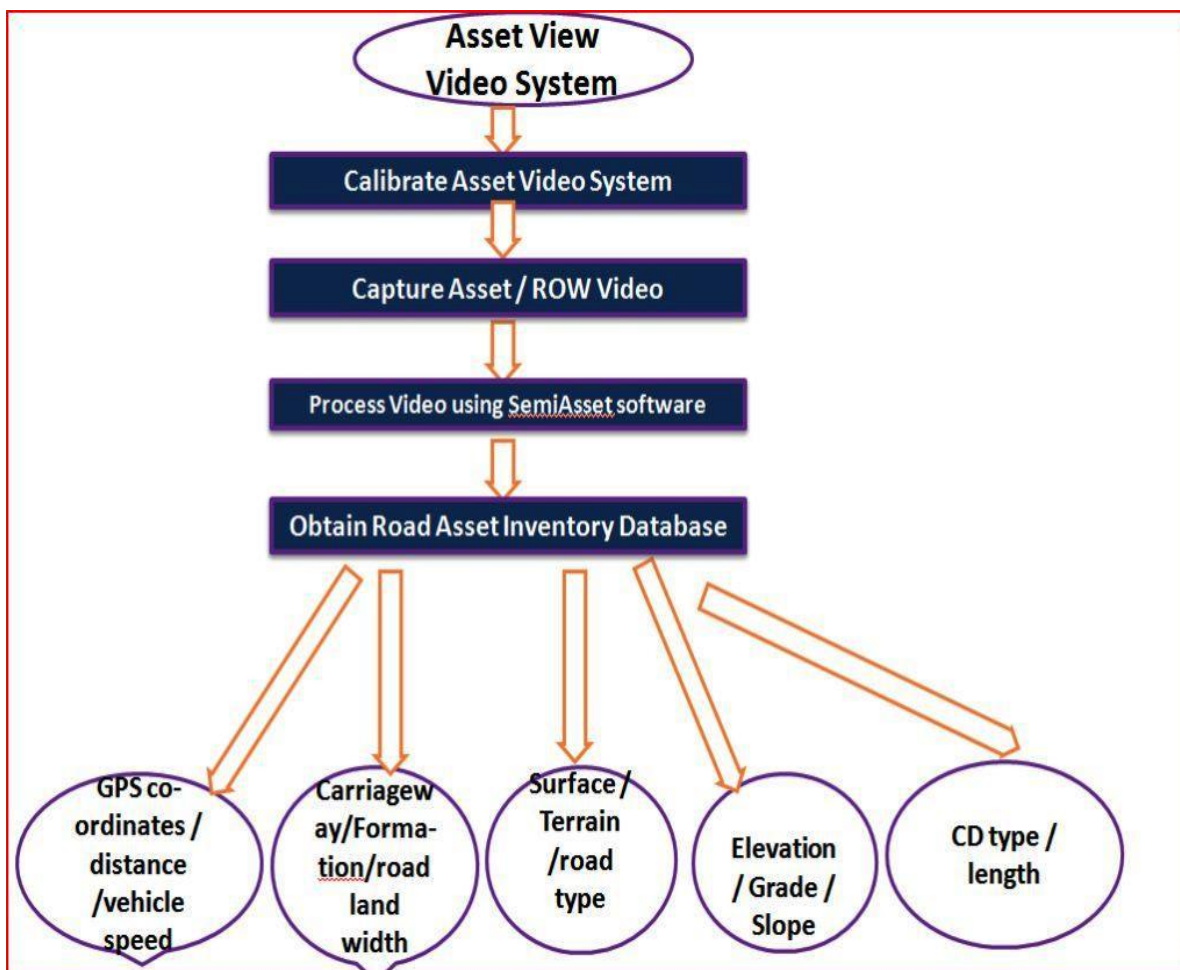 Asset View
Video System
Calibrate Asset Video System
Capture Asset / ROW Video
Process Video using SemiAsset software
Obtain Road Asset Inventory Database
GPS co-
ordinates /
distance
/vehicle
speed
Carriagew
ay/Forma-
tion/road
land
width
Surface /
Terrain
/road
type
Elevation
/ Grade /
Slope
CD type /
length